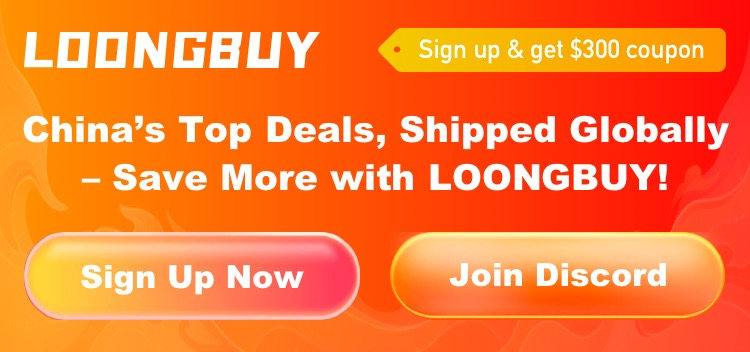 LOONGBUY
Sign up & get $300 coupon
China's Top Deals, Shipped Globally
– Save More with LOONGBUY!
Sign Up Now
Join Discord